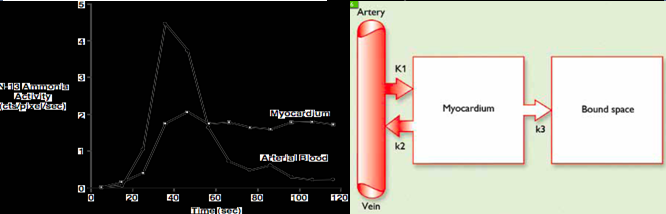 5
4
3
2
1
0
N-13 Ammonia
Activity
(cts/pixel/sec)
Myocardium
Arterial Blood
0
20
40
60
80
100
120
Time (sec)
Artery
K1
k2
Myocardium
k3
Bound space
Vein